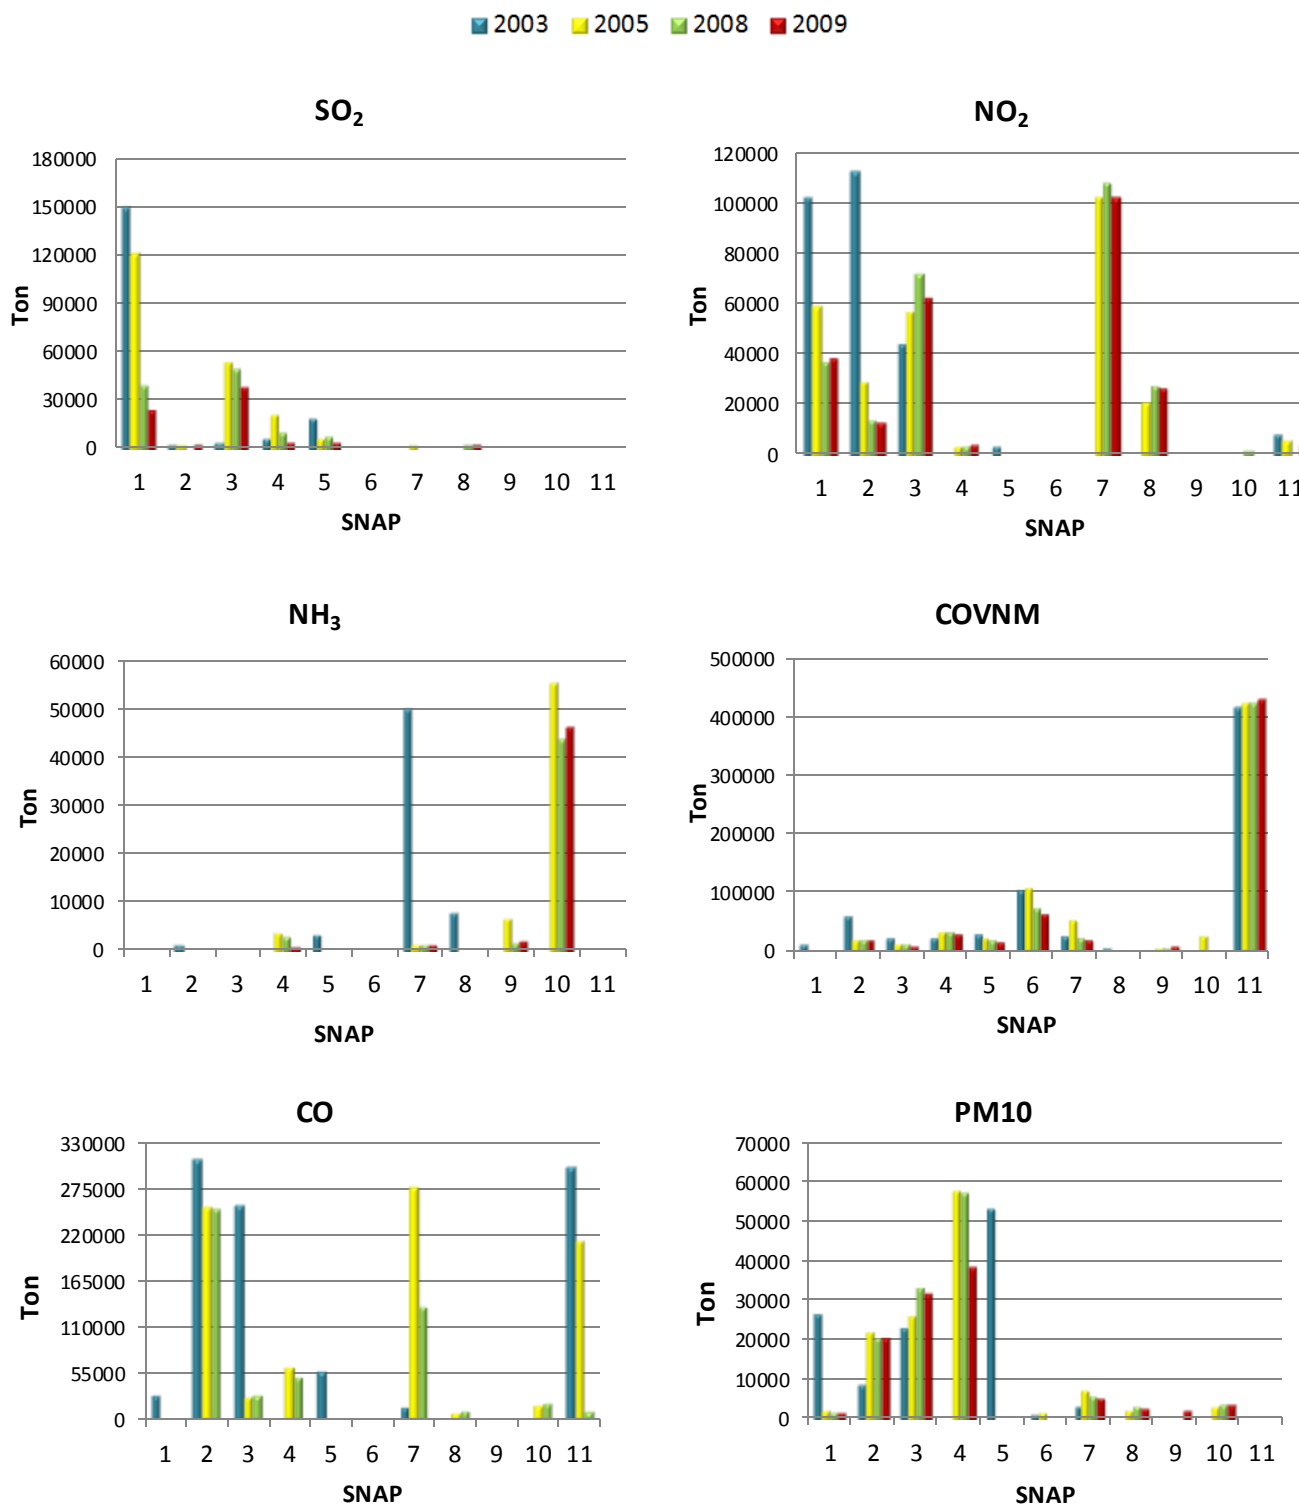 2003 2005 2008 2009
SO₂
180000
150000
120000
90000
60000
30000
0
Ton
1 2 3 4 5 6 7 8 9 10 11
SNAP
NO₂
120000
100000
80000
60000
40000
20000
0
Ton
1 2 3 4 5 6 7 8 9 10 11
SNAP
NH₃
60000
50000
40000
30000
20000
10000
0
Ton
1 2 3 4 5 6 7 8 9 10 11
SNAP
COVNM
500000
400000
300000
200000
100000
0
Ton
1 2 3 4 5 6 7 8 9 10 11
SNAP
CO
330000
275000
220000
165000
110000
55000
0
Ton
1 2 3 4 5 6 7 8 9 10 11
SNAP
PM10
70000
60000
50000
40000
30000
20000
10000
0
Ton
1 2 3 4 5 6 7 8 9 10 11
SNAP